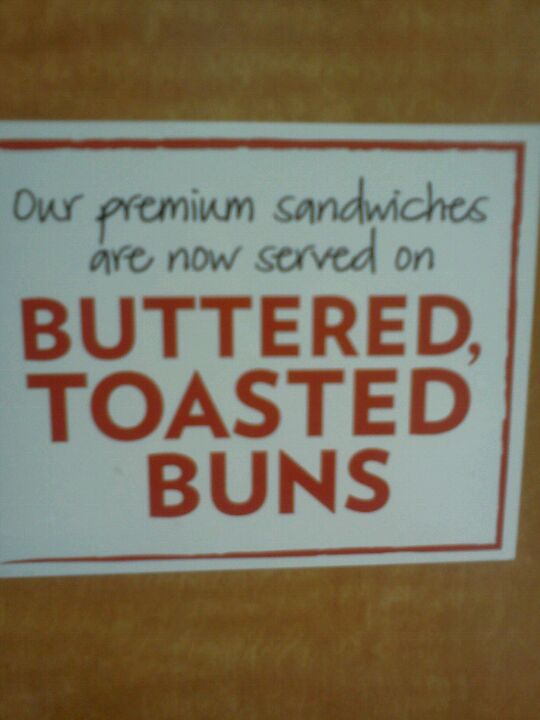 Our premium sandwiches
are now served on
BUTTERED,
TOASTED
BUNS